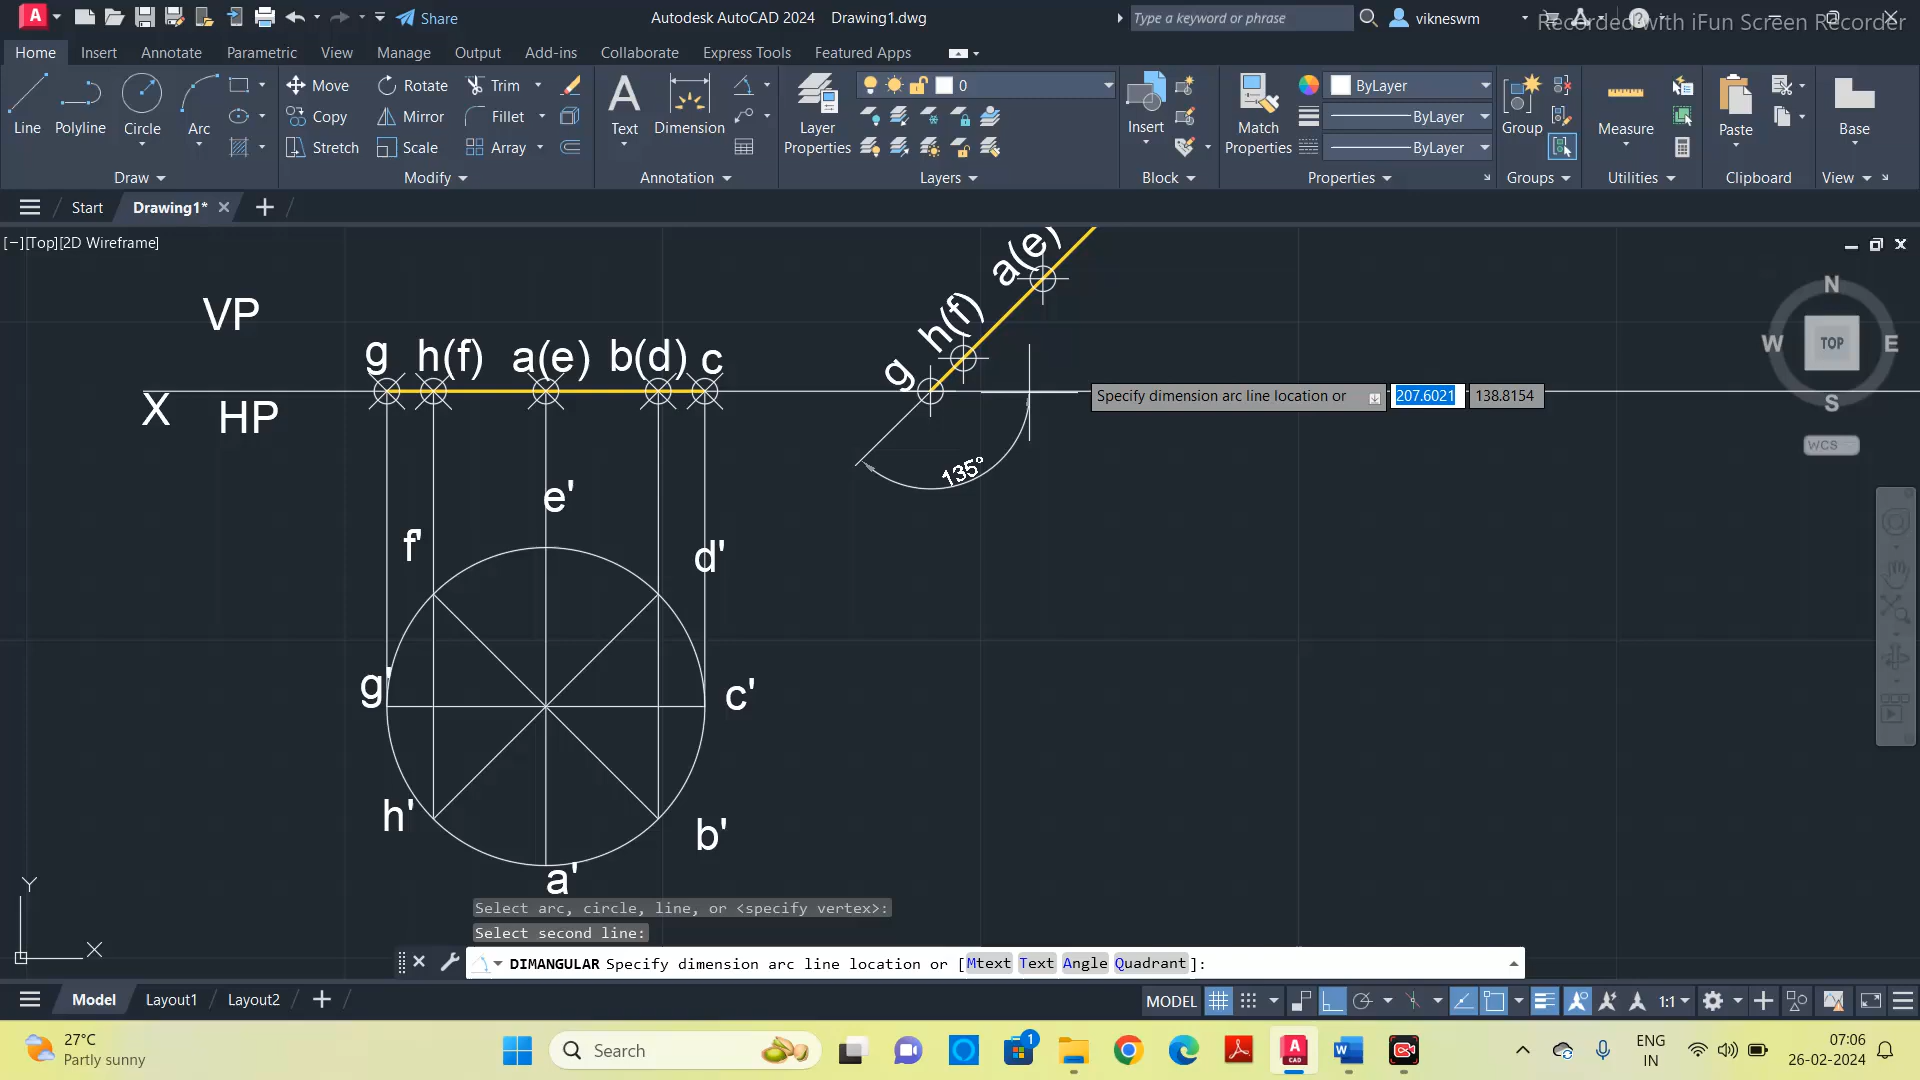 Share
Autodesk AutoCAD 2024 Drawing1.dwg
Type a keyword or phrase
vikneswm
Recorded with iFun Screen Recorder
Home Insert Annotate Parametric View Manage Output Add-ins Collaborate Express Tools Featured Apps
Line Polyline Circle Arc
Move Rotate Trim
Copy Mirror Fillet
Stretch Scale Array
Text Dimension
Layer Properties
0
Insert
Match Properties
ByLayer
ByLayer
ByLayer
Group
Measure
Paste
Base
Draw Modify Annotation Layers Block Properties Groups Utilities Clipboard View
Start Drawing1*
[−][Top][2D Wireframe]
N
W TOP E
S
WCS
VP
g h(f) a(e) b(d) c
g h(f) a(e)
X HP
Specify dimension arc line location or 207.6021 138.8154
135°
e'
f' d'
g' c'
h' b'
a'
Y
X
Select arc, circle, line, or <specify vertex>:
Select second line:
DIMANGULAR Specify dimension arc line location or [Mtext Text Angle Quadrant]:
Model Layout1 Layout2
MODEL 1:1
27°C
Partly sunny
Search
1
A
CAD
W
ENG
IN
07:06
26-02-2024